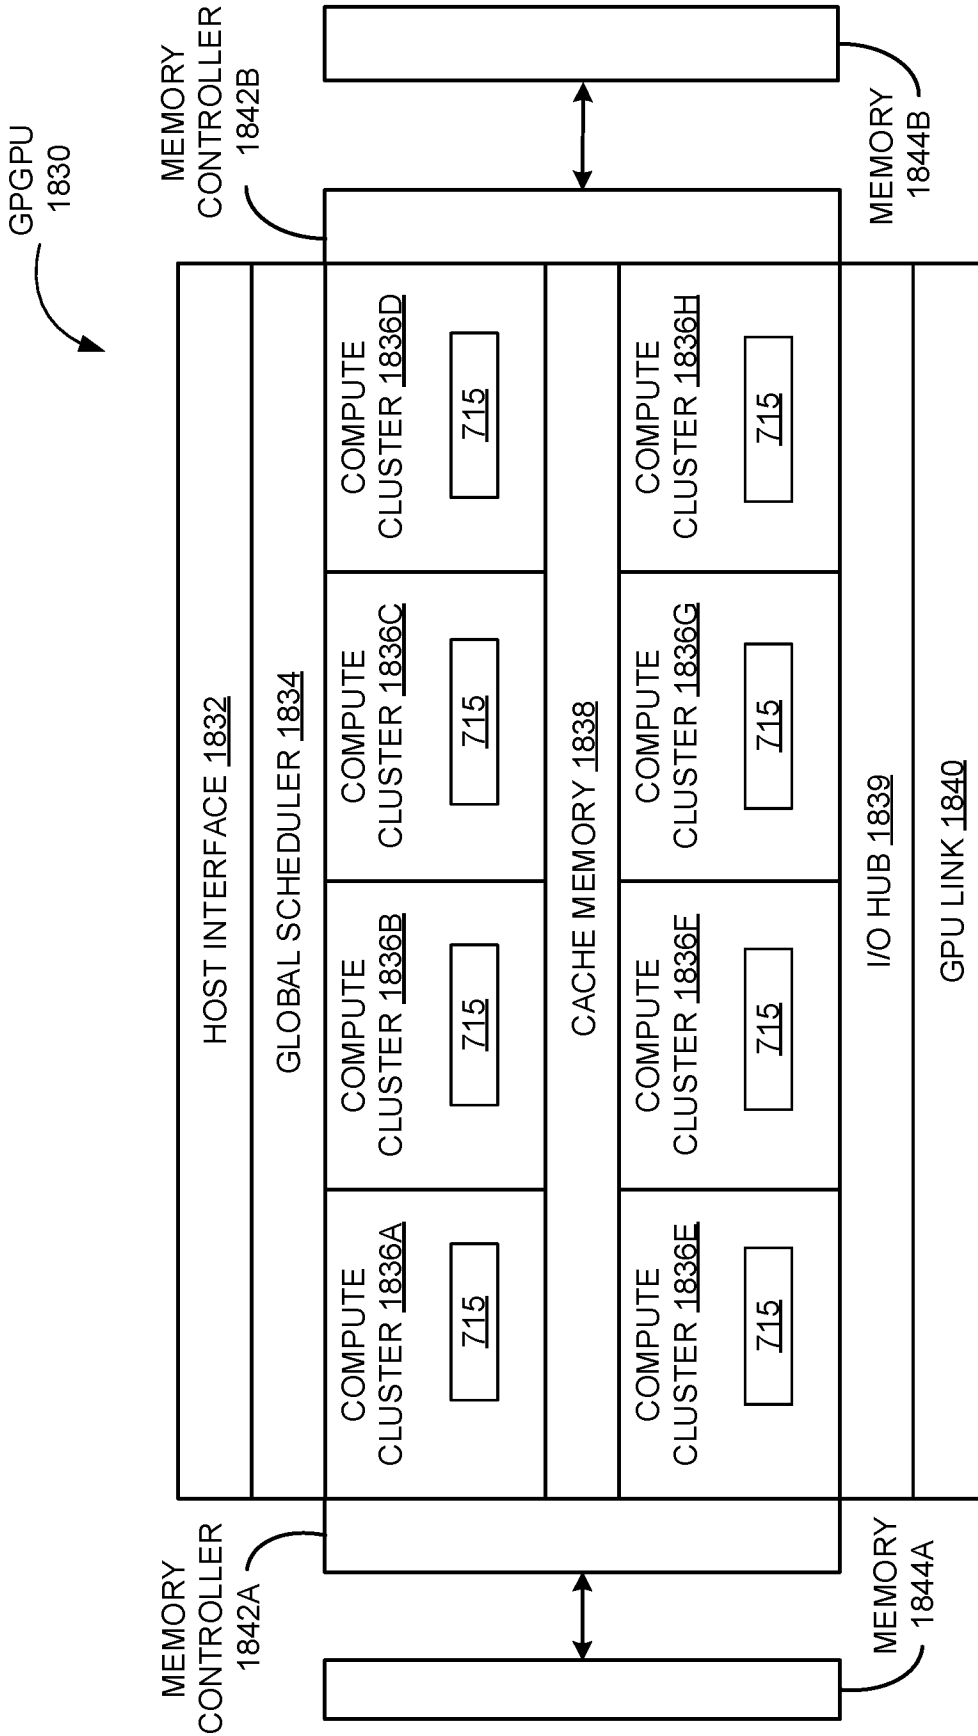 GPGPU
1830
HOST INTERFACE 1832
GLOBAL SCHEDULER 1834
MEMORY
CONTROLLER
1842A
MEMORY
CONTROLLER
1842B
COMPUTE
CLUSTER 1836A
715
COMPUTE
CLUSTER 1836B
715
COMPUTE
CLUSTER 1836C
715
COMPUTE
CLUSTER 1836D
715
CACHE MEMORY 1838
COMPUTE
CLUSTER 1836E
715
COMPUTE
CLUSTER 1836F
715
COMPUTE
CLUSTER 1836G
715
COMPUTE
CLUSTER 1836H
715
MEMORY
1844A
MEMORY
1844B
I/O HUB 1839
GPU LINK 1840